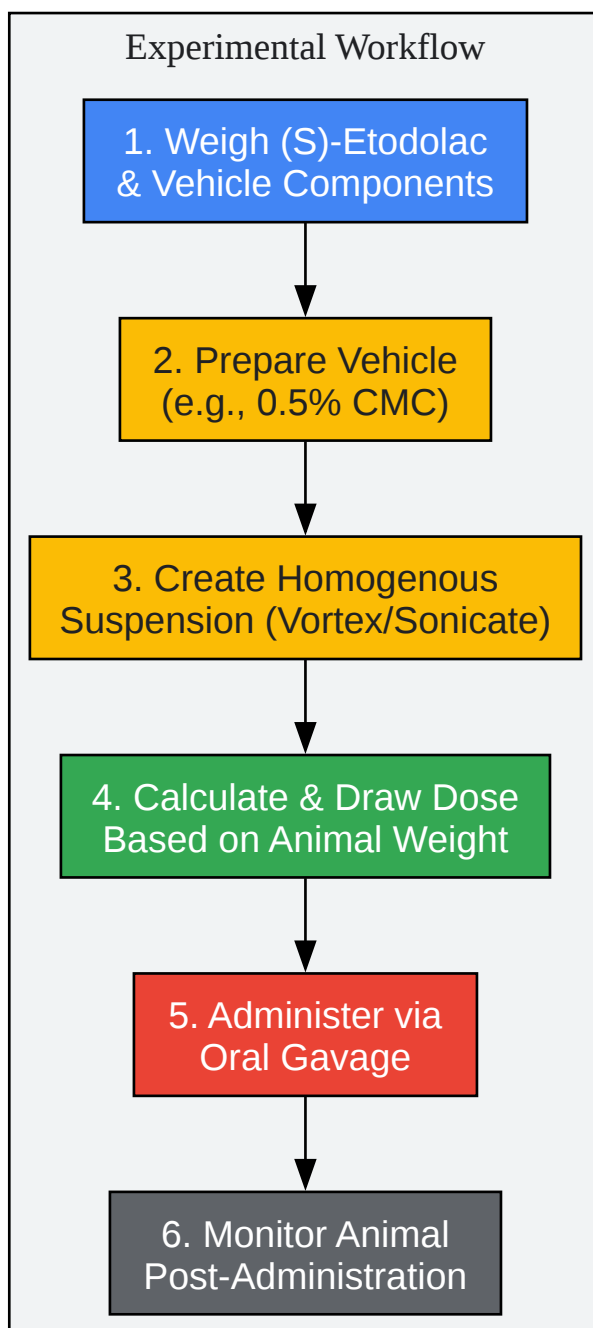 Experimental Workflow
1. Weigh (S)-Etodolac
& Vehicle Components
2. Prepare Vehicle
(e.g., 0.5% CMC)
3. Create Homogenous
Suspension (Vortex/Sonicate)
4. Calculate & Draw Dose
Based on Animal Weight
5. Administer via
Oral Gavage
6. Monitor Animal
Post-Administration